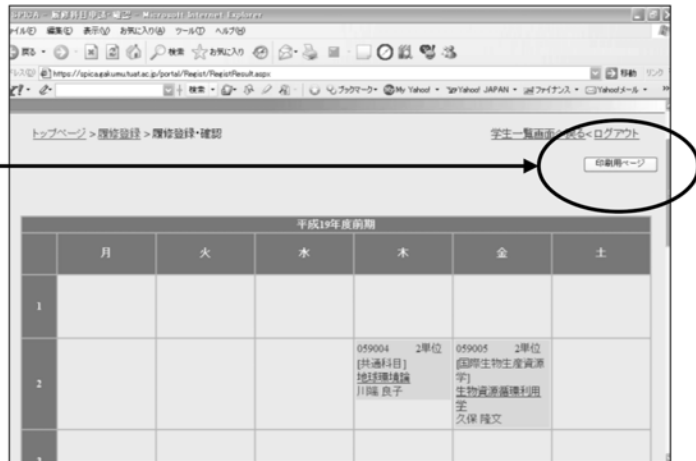 SPICA - 履修科目申請・確認 - Microsoft Internet Explorer
編集(E) 表示(V) お気に入り(A) ツール(T) ヘルプ(H)
戻る 検索 お気に入り
https://spica.gakumu.tuat.ac.jp/portal/Regist/RegistResult.aspx 移動 リンク
検索 ブックマーク My Yahoo! Yahoo! JAPAN ファイナンス Yahoo!メール
トップページ > 履修登録 > 履修登録・確認 学生一覧画面 戻る < ログアウト
印刷用ページ
平成19年度前期
月 火 水 木 金 土
1
2
059004 2単位
[共通科目]
地球環境論
川端 良子
059005 2単位
[国際生物生産資源
学]
生物資源循環利用
学
久保 隆文
3